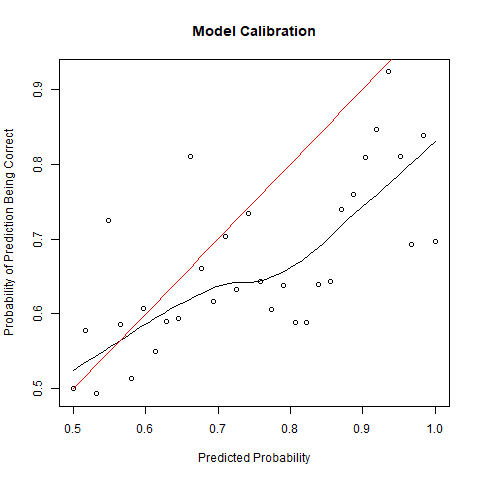 Model Calibration
Probability of Prediction Being Correct
0.9
0.8
0.7
0.6
0.5
0.5 0.6 0.7 0.8 0.9 1.0
Predicted Probability